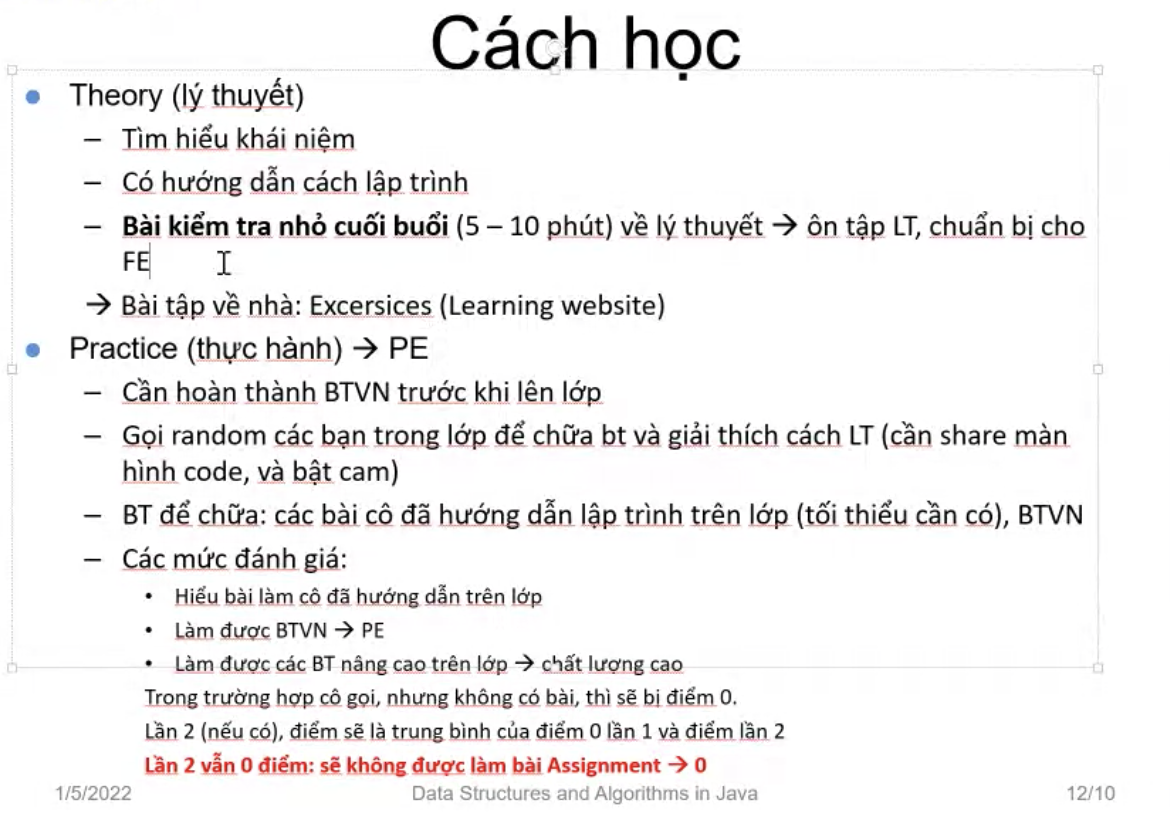 Cách học
Theory (lý thuyết)
– Tìm hiểu khái niệm
– Có hướng dẫn cách lập trình
– Bài kiểm tra nhỏ cuối buổi (5 – 10 phút) về lý thuyết → ôn tập LT, chuẩn bị cho
FE
→ Bài tập về nhà: Excersices (Learning website)
Practice (thực hành) → PE
– Cần hoàn thành BTVN trước khi lên lớp
– Gọi random các bạn trong lớp để chữa bt và giải thích cách LT (cần share màn
hình code, và bật cam)
– BT để chữa: các bài cô đã hướng dẫn lập trình trên lớp (tối thiểu cần có), BTVN
– Các mức đánh giá:
• Hiểu bài làm cô đã hướng dẫn trên lớp
• Làm được BTVN → PE
• Làm được các BT nâng cao trên lớp → chất lượng cao
Trong trường hợp cô gọi, nhưng không có bài, thì sẽ bị điểm 0.
Lần 2 (nếu có), điểm sẽ là trung bình của điểm 0 lần 1 và điểm lần 2
Lần 2 vẫn 0 điểm: sẽ không được làm bài Assignment → 0
1/5/2022 Data Structures and Algorithms in Java 12/10